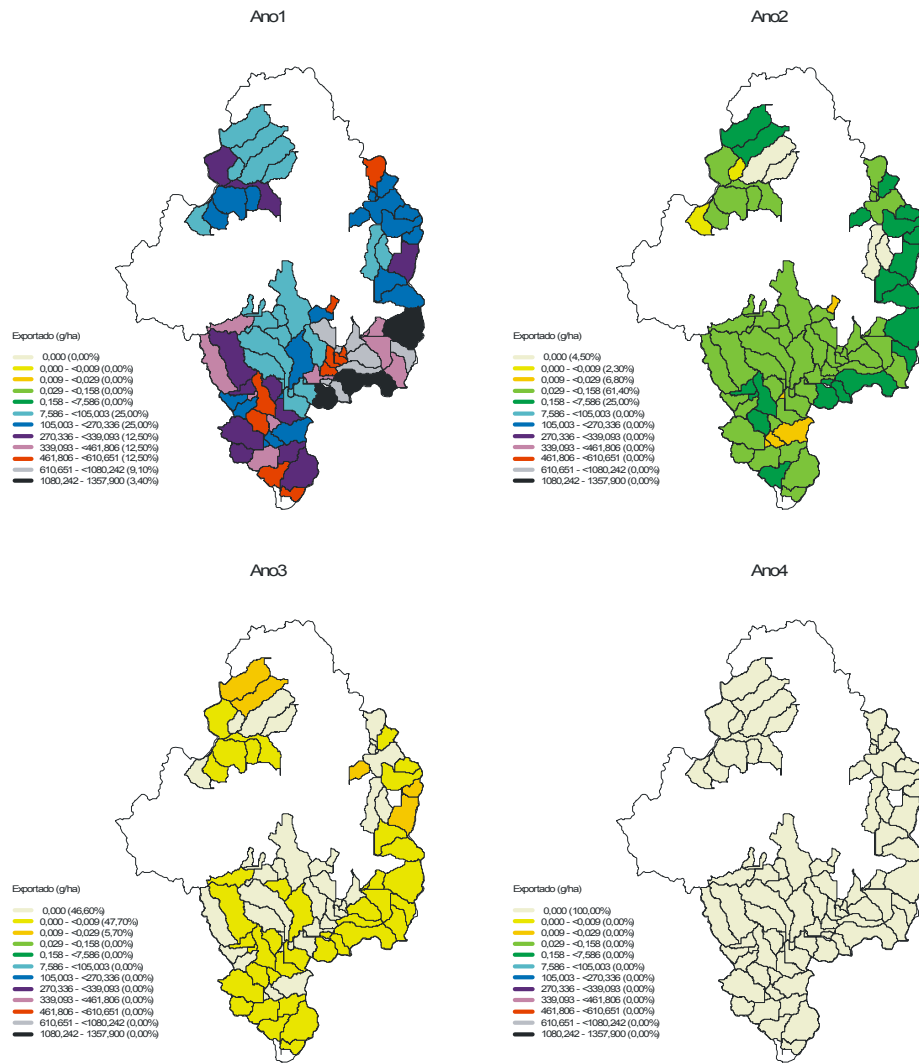 Ano1
Exportado (g/ha)
0,000 (0,00%)
0,000 - <0,009 (0,00%)
0,009 - <0,029 (0,00%)
0,029 - <0,158 (0,00%)
0,158 - <7,586 (0,00%)
7,586 - <105,003 (25,00%)
105,003 - <270,336 (25,00%)
270,336 - <339,093 (12,50%)
339,093 - <461,806 (12,50%)
461,806 - <610,651 (12,50%)
610,651 - <1080,242 (9,10%)
1080,242 - 1357,900 (3,40%)
Ano2
Exportado (g/ha)
0,000 (4,50%)
0,000 - <0,009 (2,30%)
0,009 - <0,029 (6,80%)
0,029 - <0,158 (61,40%)
0,158 - <7,586 (25,00%)
7,586 - <105,003 (0,00%)
105,003 - <270,336 (0,00%)
270,336 - <339,093 (0,00%)
339,093 - <461,806 (0,00%)
461,806 - <610,651 (0,00%)
610,651 - <1080,242 (0,00%)
1080,242 - 1357,900 (0,00%)
Ano3
Exportado (g/ha)
0,000 (46,60%)
0,000 - <0,009 (47,70%)
0,009 - <0,029 (5,70%)
0,029 - <0,158 (0,00%)
0,158 - <7,586 (0,00%)
7,586 - <105,003 (0,00%)
105,003 - <270,336 (0,00%)
270,336 - <339,093 (0,00%)
339,093 - <461,806 (0,00%)
461,806 - <610,651 (0,00%)
610,651 - <1080,242 (0,00%)
1080,242 - 1357,900 (0,00%)
Ano4
Exportado (g/ha)
0,000 (100,00%)
0,000 - <0,009 (0,00%)
0,009 - <0,029 (0,00%)
0,029 - <0,158 (0,00%)
0,158 - <7,586 (0,00%)
7,586 - <105,003 (0,00%)
105,003 - <270,336 (0,00%)
270,336 - <339,093 (0,00%)
339,093 - <461,806 (0,00%)
461,806 - <610,651 (0,00%)
610,651 - <1080,242 (0,00%)
1080,242 - 1357,900 (0,00%)